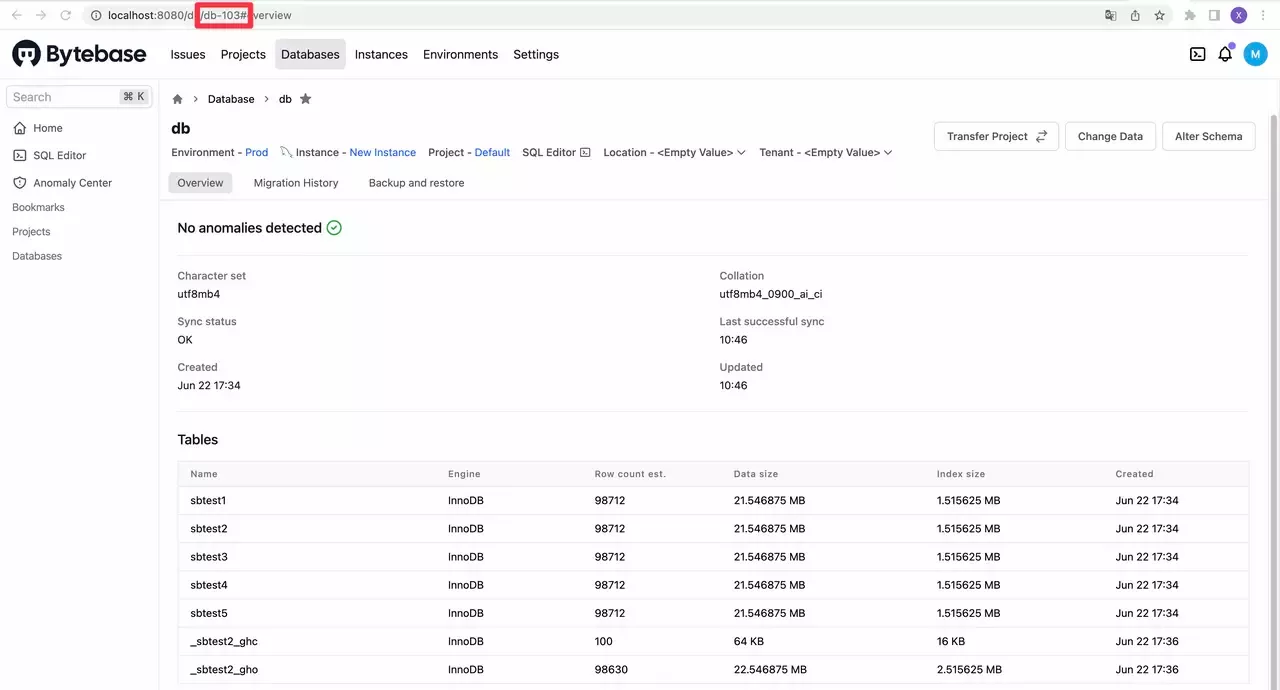 localhost:8080/d /db-103# verview
X
Bytebase Issues Projects Databases Instances Environments Settings M
Search ⌘ K
Home
SQL Editor
Anomaly Center
Bookmarks
Projects
Databases
Database > db
db
Transfer Project Change Data Alter Schema
Environment - Prod Instance - New Instance Project - Default SQL Editor Location - <Empty Value> Tenant - <Empty Value>
Overview Migration History Backup and restore
No anomalies detected
Character set Collation
utf8mb4 utf8mb4_0900_ai_ci
Sync status Last successful sync
OK 10:46
Created Updated
Jun 22 17:34 10:46
Tables
Name Engine Row count est. Data size Index size Created
sbtest1 InnoDB 98712 21.546875 MB 1.515625 MB Jun 22 17:34
sbtest2 InnoDB 98712 21.546875 MB 1.515625 MB Jun 22 17:34
sbtest3 InnoDB 98712 21.546875 MB 1.515625 MB Jun 22 17:34
sbtest4 InnoDB 98712 21.546875 MB 1.515625 MB Jun 22 17:34
sbtest5 InnoDB 98712 21.546875 MB 1.515625 MB Jun 22 17:34
_sbtest2_ghc InnoDB 100 64 KB 16 KB Jun 22 17:36
_sbtest2_gho InnoDB 98630 22.546875 MB 2.515625 MB Jun 22 17:36